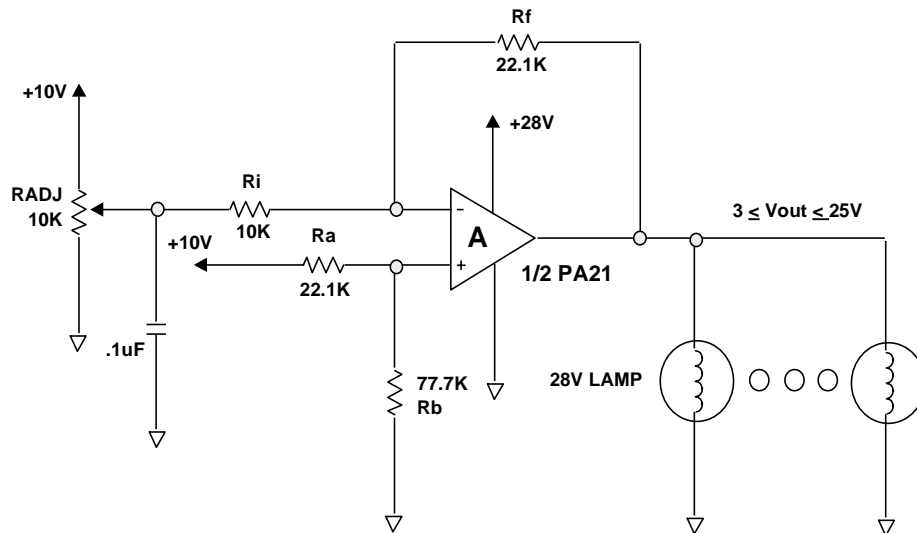 Rf
22.1K
+10V
+28V
RADJ
10K
Ri
10K
−
A
+
1/2 PA21
3 ≤ Vout ≤ 25V
+10V
Ra
22.1K
.1uF
77.7K
Rb
28V LAMP